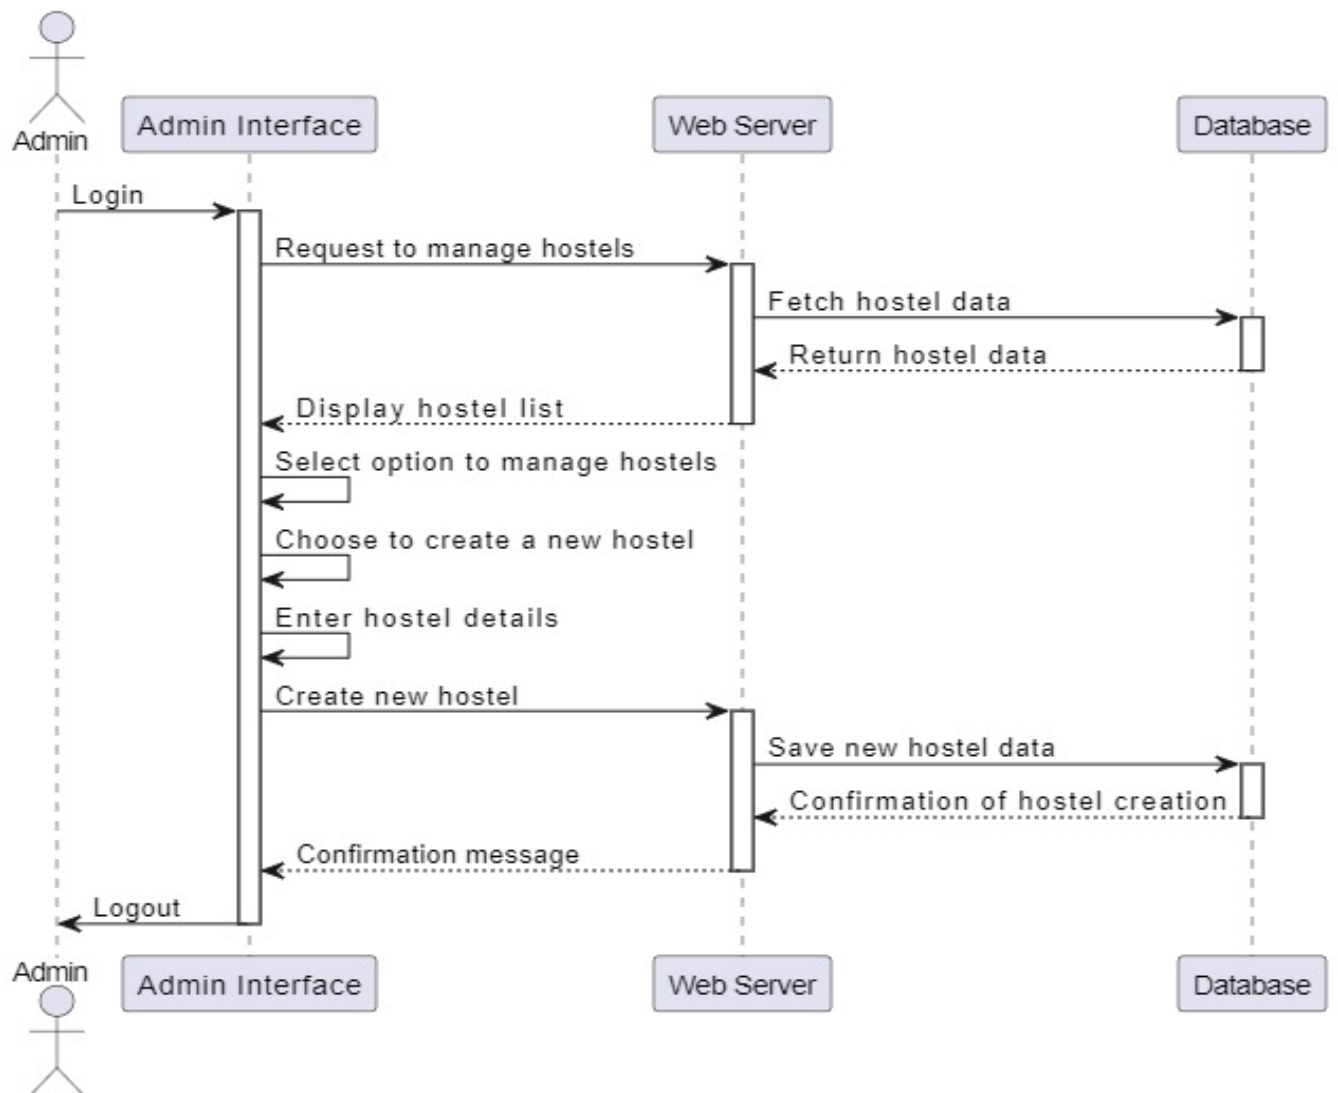 Admin
Admin Interface
Web Server
Database
Login
Request to manage hostels
Fetch hostel data
Return hostel data
Display hostel list
Select option to manage hostels
Choose to create a new hostel
Enter hostel details
Create new hostel
Save new hostel data
Confirmation of hostel creation
Confirmation message
Logout
Admin
Admin Interface
Web Server
Database